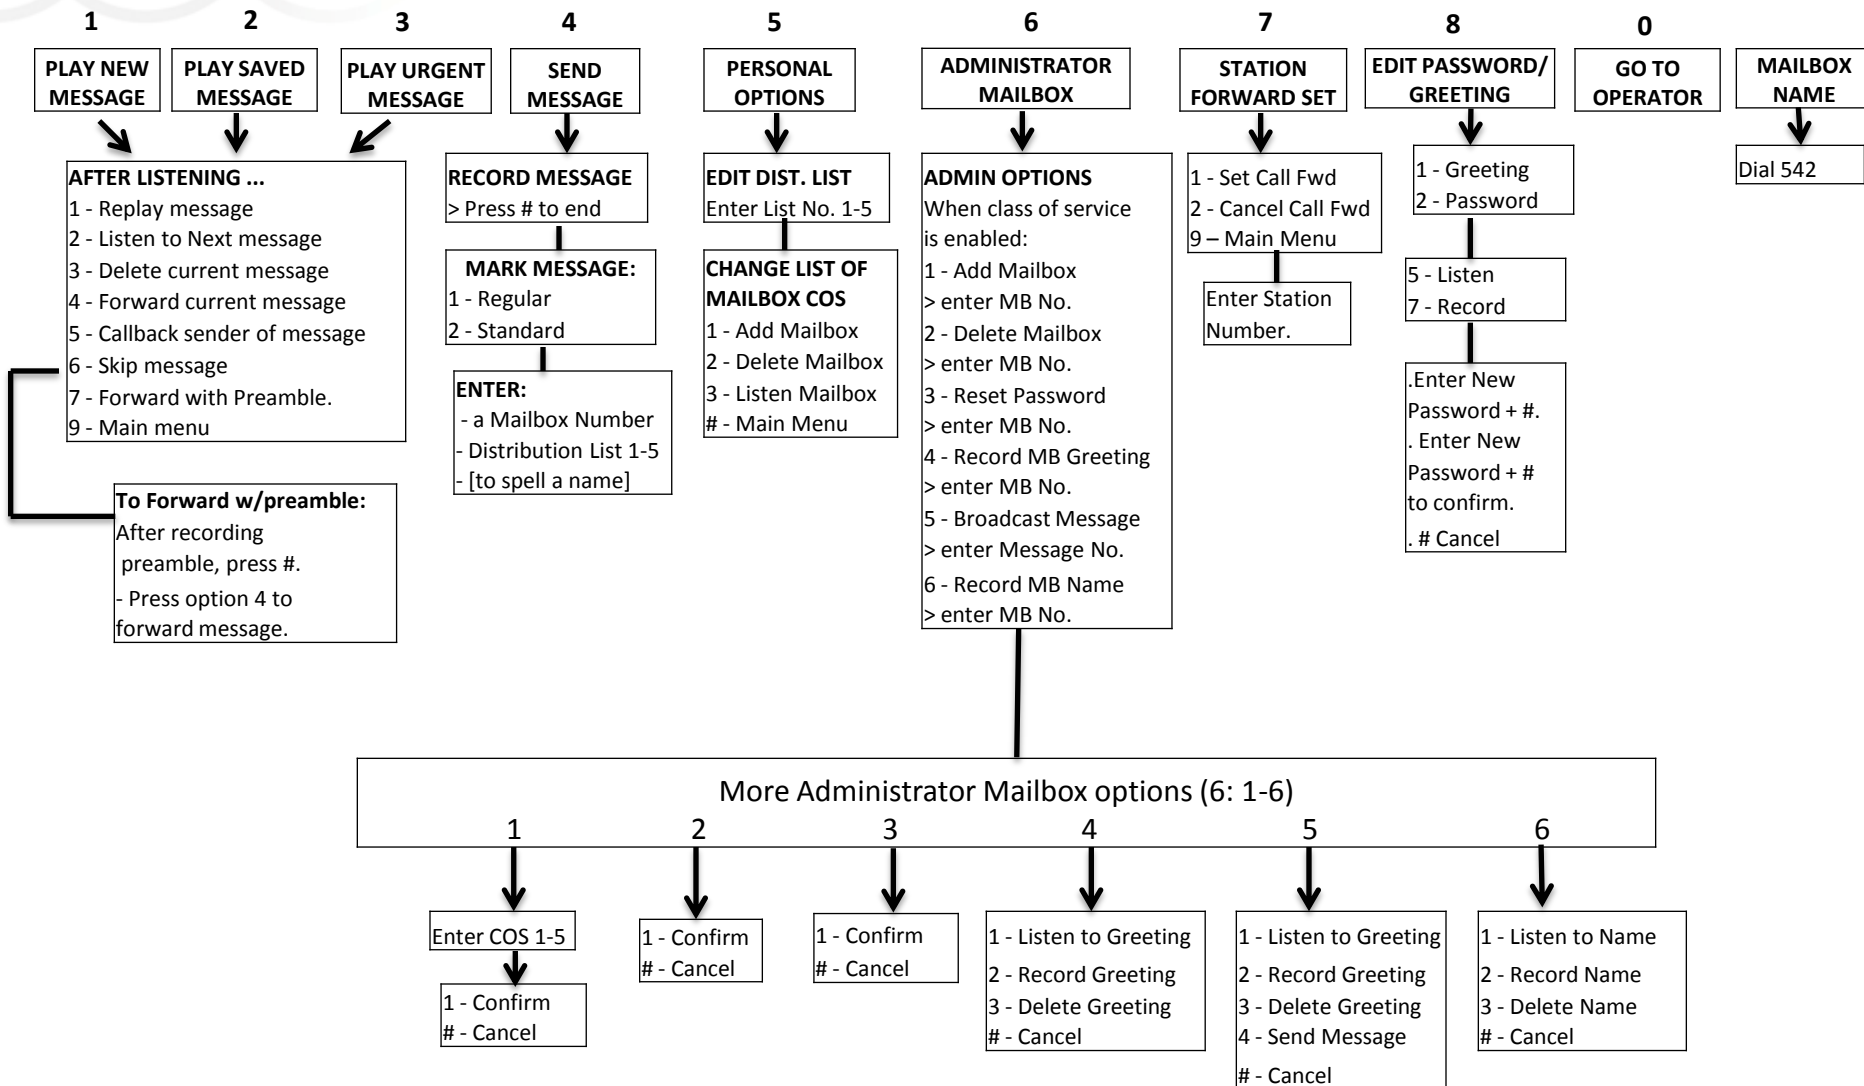 1
2
3
4
5
6
7
8
0
PLAY NEW
MESSAGE
PLAY SAVED
MESSAGE
PLAY URGENT
MESSAGE
SEND
MESSAGE
PERSONAL
OPTIONS
ADMINISTRATOR
MAILBOX
STATION
FORWARD SET
EDIT PASSWORD/
GREETING
GO TO
OPERATOR
MAILBOX
NAME
AFTER LISTENING ...
1 - Replay message
2 - Listen to Next message
3 - Delete current message
4 - Forward current message
5 - Callback sender of message
6 - Skip message
7 - Forward with Preamble.
9 - Main menu
To Forward w/preamble:
After recording
preamble, press #.
- Press option 4 to
forward message.
RECORD MESSAGE
> Press # to end
MARK MESSAGE:
1 - Regular
2 - Standard
ENTER:
- a Mailbox Number
- Distribution List 1-5
- [to spell a name]
EDIT DIST. LIST
Enter List No. 1-5
CHANGE LIST OF
MAILBOX COS
1 - Add Mailbox
2 - Delete Mailbox
3 - Listen Mailbox
# - Main Menu
ADMIN OPTIONS
When class of service
is enabled:
1 - Add Mailbox
> enter MB No.
2 - Delete Mailbox
> enter MB No.
3 - Reset Password
> enter MB No.
4 - Record MB Greeting
> enter MB No.
5 - Broadcast Message
> enter Message No.
6 - Record MB Name
> enter MB No.
1 - Set Call Fwd
2 - Cancel Call Fwd
9 – Main Menu
Enter Station
Number.
1 - Greeting
2 - Password
5 - Listen
7 - Record
.Enter New
Password + #.
. Enter New
Password + #
to confirm.
. # Cancel
Dial 542
More Administrator Mailbox options (6: 1-6)
1
2
3
4
5
6
Enter COS 1-5
1 - Confirm
# - Cancel
1 - Confirm
# - Cancel
1 - Confirm
# - Cancel
1 - Listen to Greeting
2 - Record Greeting
3 - Delete Greeting
# - Cancel
1 - Listen to Greeting
2 - Record Greeting
3 - Delete Greeting
4 - Send Message
# - Cancel
1 - Listen to Name
2 - Record Name
3 - Delete Name
# - Cancel